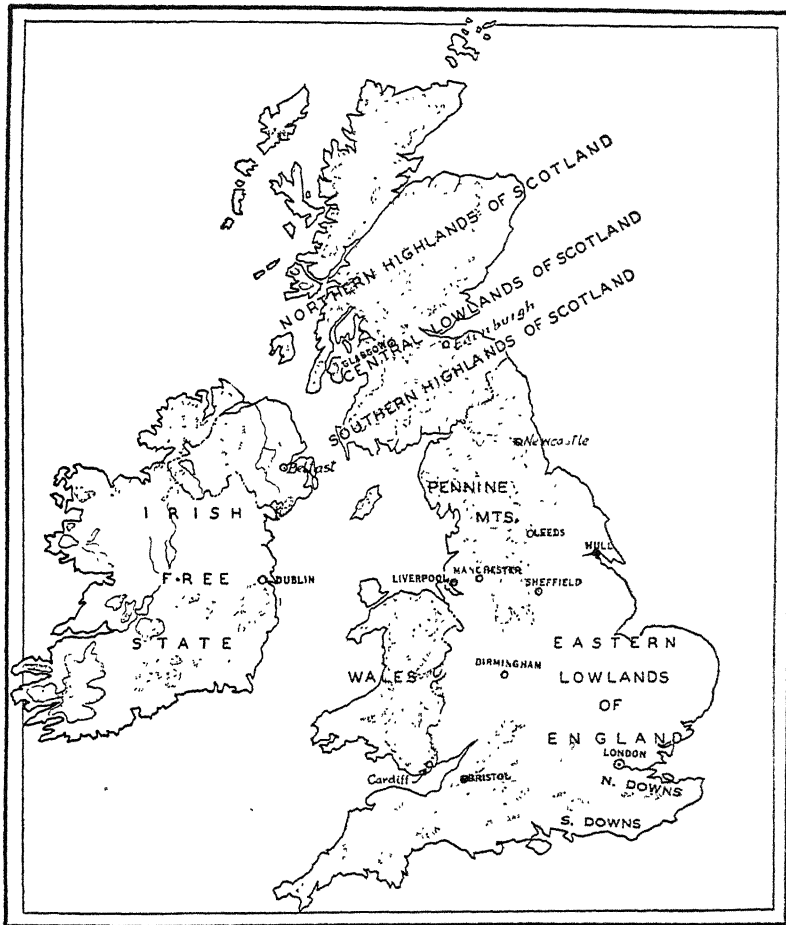 NORTHERN HIGHLANDS OF SCOTLAND
CENTRAL LOWLANDS OF SCOTLAND
GLASGOW
Edinburgh
SOUTHERN HIGHLANDS OF SCOTLAND
Newcastle
Belfast
PENNINE
MTS.
IRISH
LEEDS
HULL
FREE
DUBLIN
LIVERPOOL
MANCHESTER
SHEFFIELD
STATE
EASTERN
WALES
DIRMINGHAM
LOWLANDS
OF
ENGLAND
LONDON
Cardiff
BRISTOL
N. DOWNS
S. DOWNS